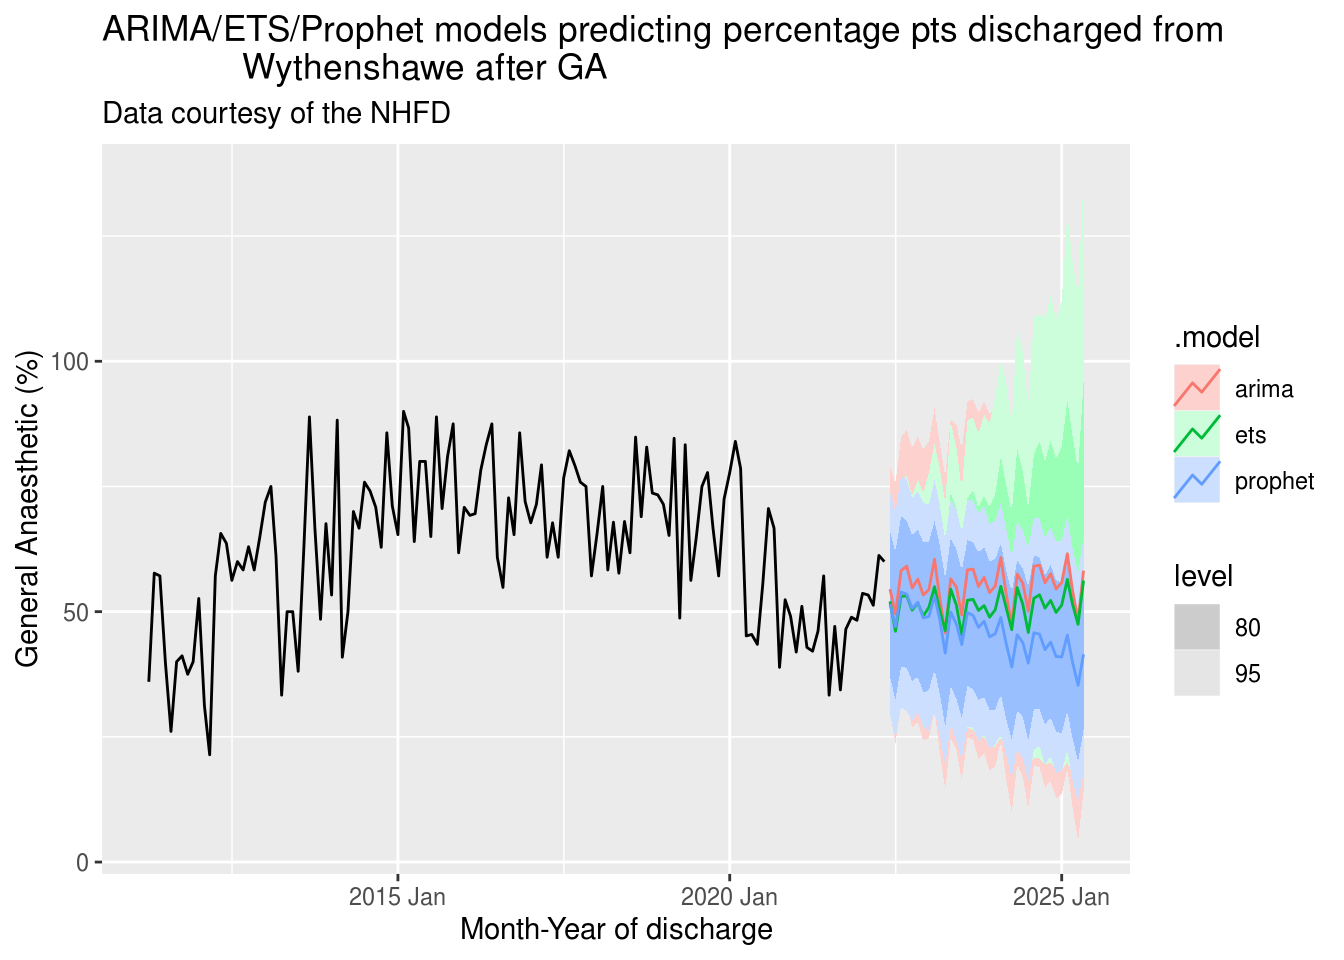 ARIMA/ETS/Prophet models predicting percentage pts discharged from
Wythenshawe after GA
Data courtesy of the NHFD
General Anaesthetic (%)
100
50
0
2015 Jan
2020 Jan
2025 Jan
Month-Year of discharge
.model
arima
ets
prophet
level
80
95